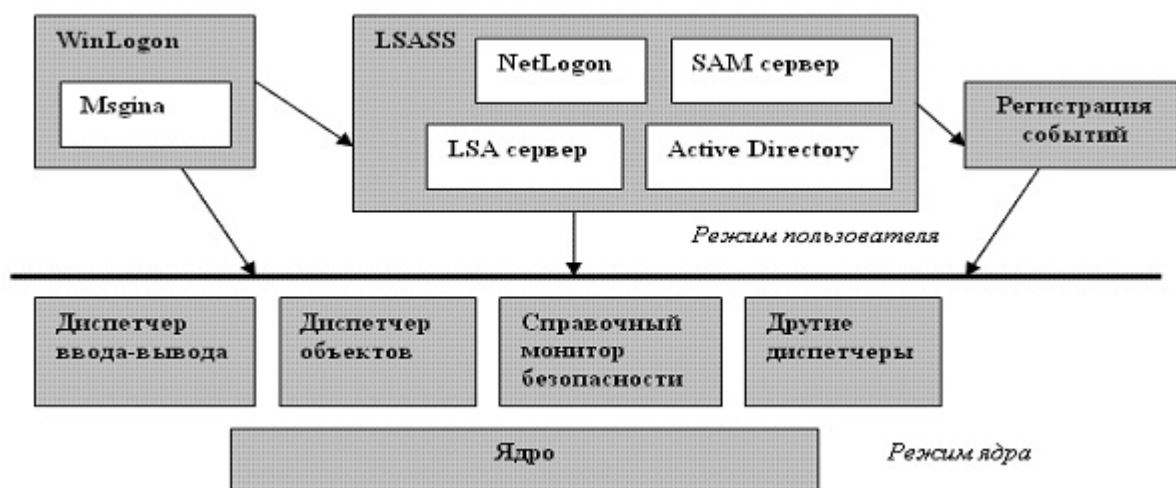 WinLogon
Msgina
LSASS
NetLogon
SAM сервер
LSA сервер
Active Directory
Регистрация
событий
Режим пользователя
Диспетчер
ввода-вывода
Диспетчер
объектов
Справочный
монитор
безопасности
Другие
диспетчеры
Ядро
Режим ядра